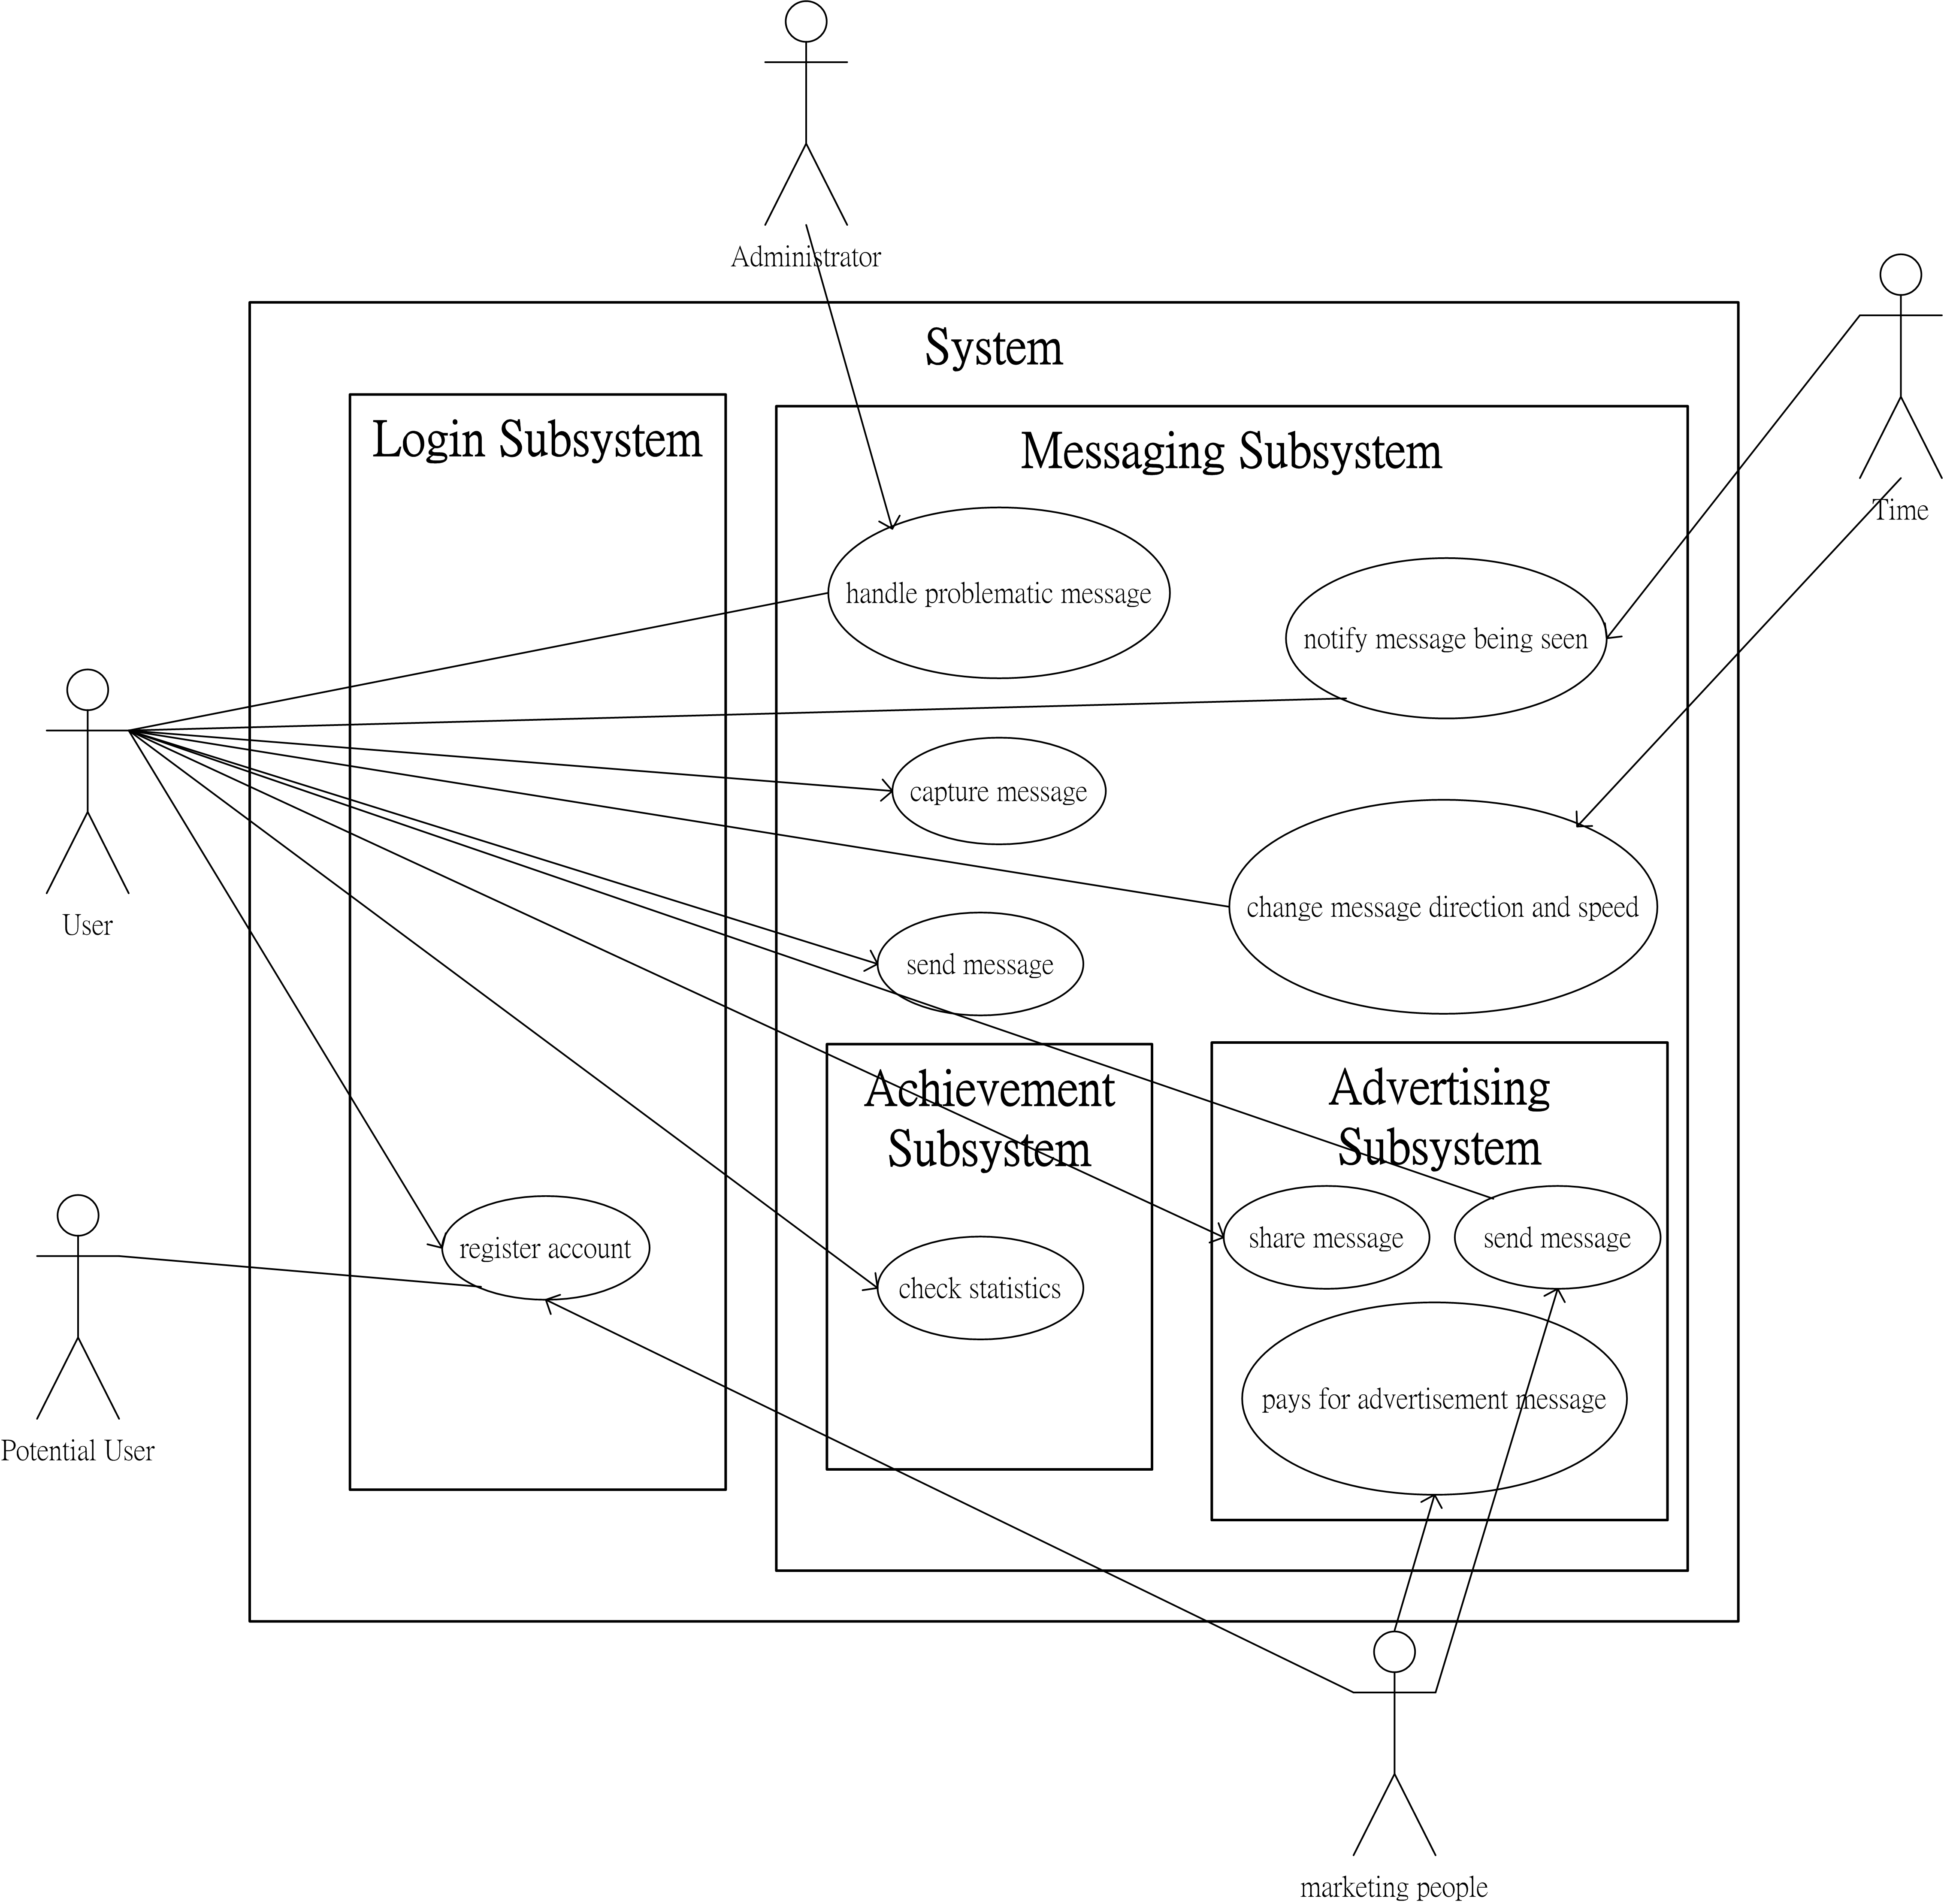 Administrator
System
Login Subsystem
Messaging Subsystem
Time
handle problematic message
notify message being seen
capture message
User
change message direction and speed
send message
Achievement
Subsystem
Advertising
Subsystem
register account
share message
send message
check statistics
pays for advertisement message
Potential User
marketing people